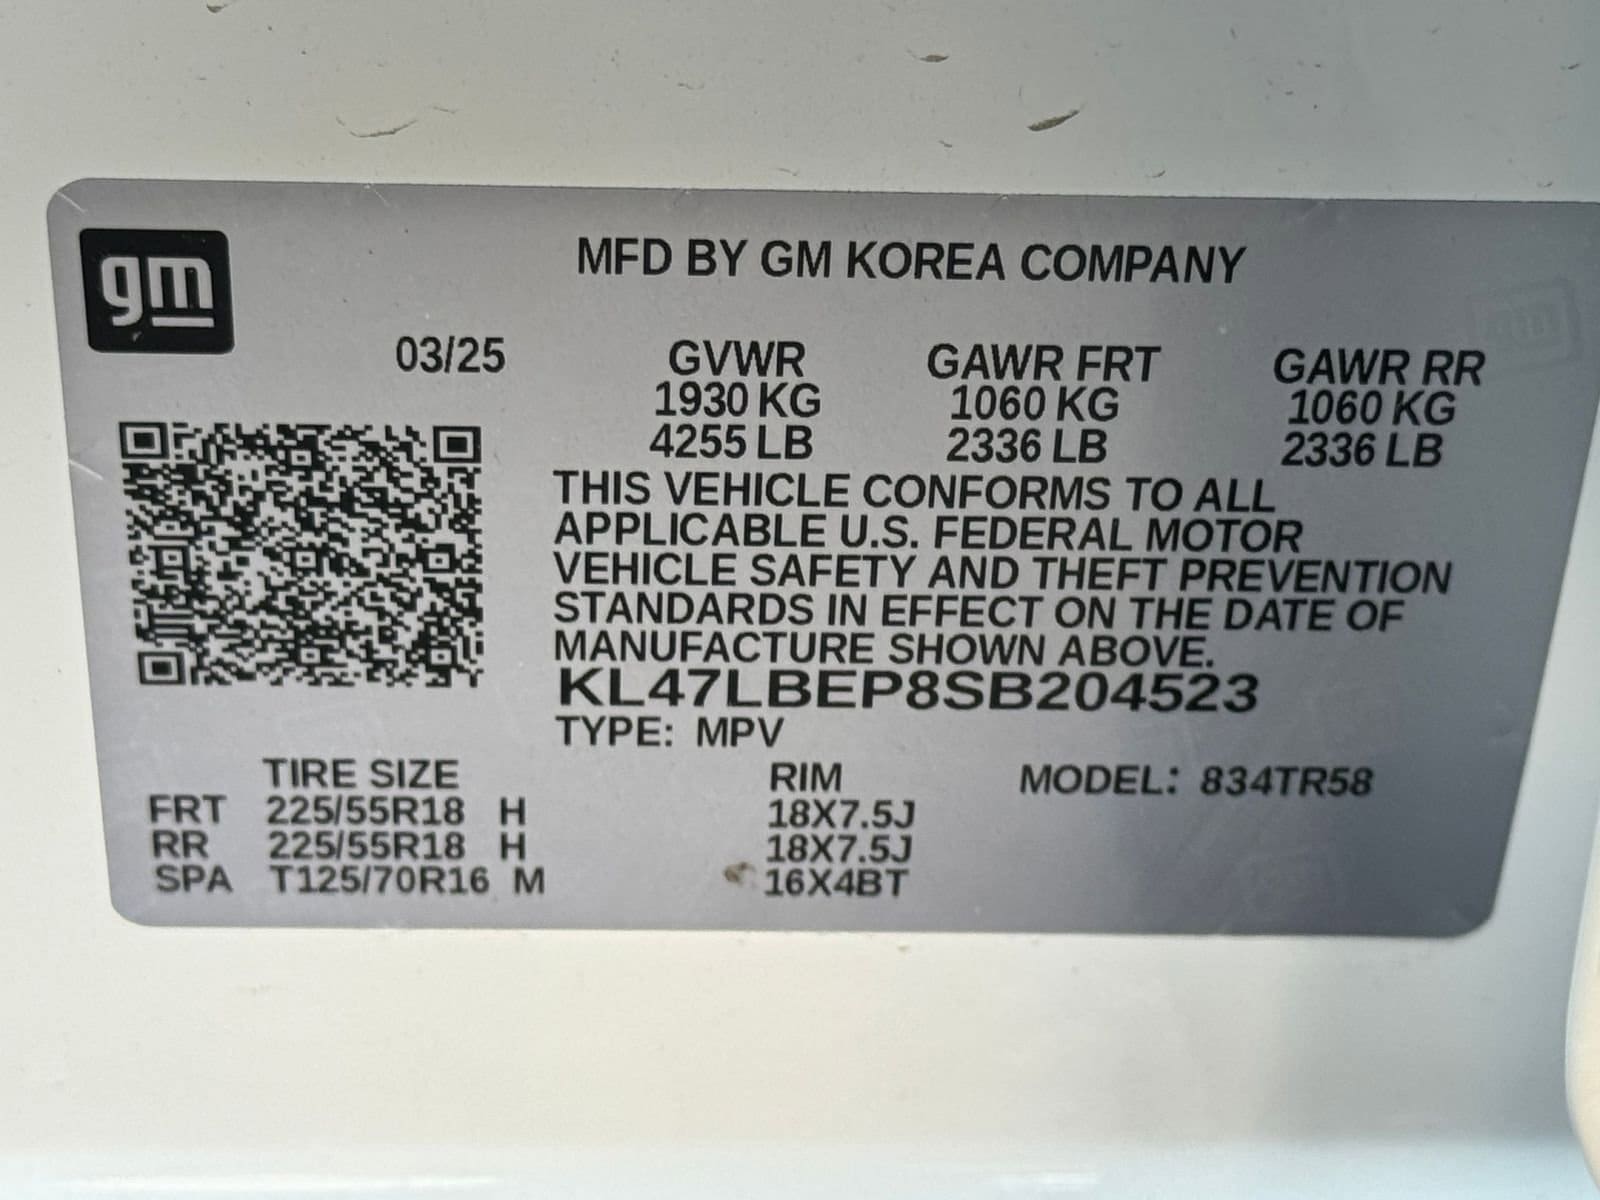 gm
MFD BY GM KOREA COMPANY
03/25 GVWR GAWR FRT GAWR RR
1930 KG 1060 KG 1060 KG
4255 LB 2336 LB 2336 LB
THIS VEHICLE CONFORMS TO ALL
APPLICABLE U.S. FEDERAL MOTOR
VEHICLE SAFETY AND THEFT PREVENTION
STANDARDS IN EFFECT ON THE DATE OF
MANUFACTURE SHOWN ABOVE.
KL47LBEP8SB204523
TYPE: MPV
TIRE SIZE RIM MODEL: 834TR58
FRT 225/55R18 H 18X7.5J
RR 225/55R18 H 18X7.5J
SPA T125/70R16 M 16X4BT